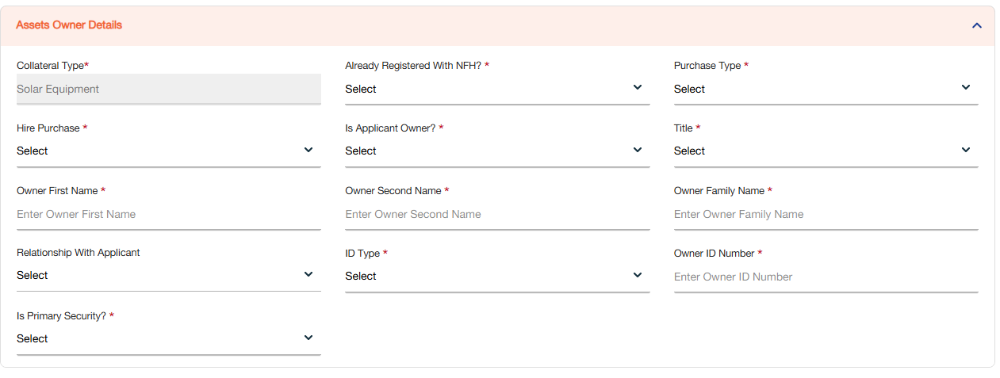 Assets Owner Details
Collateral Type*
Already Registered With NFH? *
Purchase Type *
Solar Equipment
Select
Select
Hire Purchase *
Is Applicant Owner? *
Title *
Select
Select
Select
Owner First Name *
Owner Second Name *
Owner Family Name *
Enter Owner First Name
Enter Owner Second Name
Enter Owner Family Name
Relationship With Applicant
ID Type *
Owner ID Number *
Select
Select
Enter Owner ID Number
Is Primary Security? *
Select